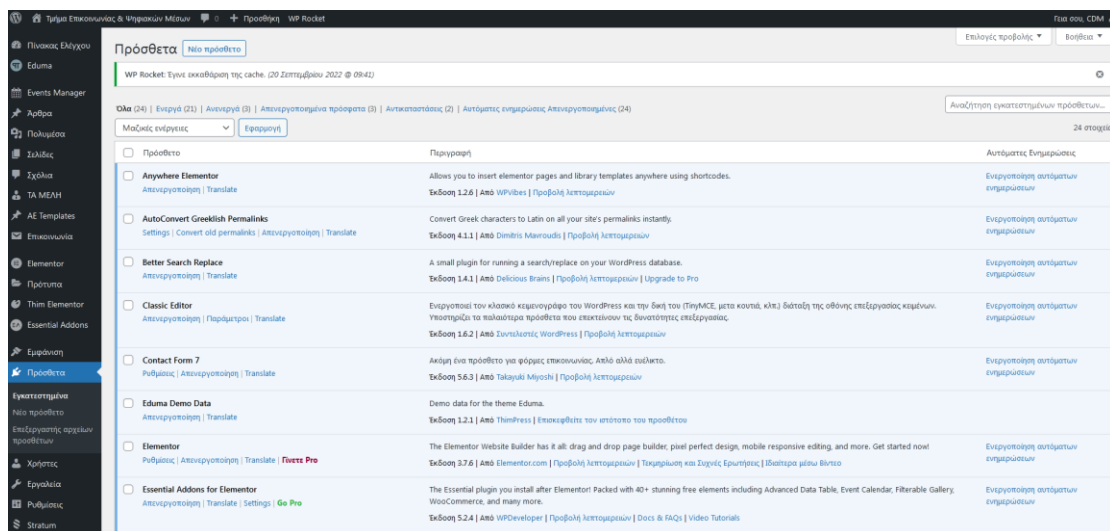 Τμήμα Επικοινωνίας & Ψηφιακών Μέσων 0 + Προσθήκη WP Rocket Γεια σου, CDM
Πίνακας Ελέγχου
Eduma
Events Manager
Άρθρα
Πολυμέσα
Σελίδες
Σχόλια
ΤΑ ΜΕΛΗ
AE Templates
Επικοινωνία
Elementor
Πρότυπα
Thim Elementor
Essential Addons
Εμφάνιση
Πρόσθετα
Εγκατεστημένα
Νέο πρόσθετο
Επεξεργαστής αρχείων
προσθέτων
Χρήστες
Εργαλεία
Ρυθμίσεις
Stratum
Επιλογές προβολής Βοήθεια
Πρόσθετα Νέο πρόσθετο
WP Rocket: Έγινε εκκαθάριση της cache. (20 Σεπτεμβρίου 2022 @ 09:41)
Όλα (24) | Ενεργά (21) | Ανενεργά (3) | Απενεργοποιημένα πρόσφατα (3) | Αντικαταστάσεις (2) | Αυτόματες ενημερώσεις Απενεργοποιημένες (24)
Αναζήτηση εγκατεστημένων πρόσθετων...
Μαζικές ενέργειες Εφαρμογή
24 στοιχεία
Πρόσθετο Περιγραφή Αυτόματες Ενημερώσεις
Anywhere Elementor
Απενεργοποίηση | Translate
Allows you to insert elementor pages and library templates anywhere using shortcodes.
Έκδοση 1.2.6 | Από WPVibes | Προβολή λεπτομερειών
Ενεργοποίηση αυτόματων
ενημερώσεων
AutoConvert Greeklish Permalinks
Settings | Convert old permalinks | Απενεργοποίηση | Translate
Convert Greek characters to Latin on all your site's permalinks instantly.
Έκδοση 4.1.1 | Από Dimitris Mavroudis | Προβολή λεπτομερειών
Ενεργοποίηση αυτόματων
ενημερώσεων
Better Search Replace
Απενεργοποίηση | Translate
A small plugin for running a search/replace on your WordPress database.
Έκδοση 1.4.1 | Από Delicious Brains | Προβολή λεπτομερειών | Upgrade to Pro
Ενεργοποίηση αυτόματων
ενημερώσεων
Classic Editor
Απενεργοποίηση | Παράμετροι | Translate
Ενεργοποιεί τον κλασικό κειμενογράφο του WordPress και την δική του (TinyMCE, μετα κουτιά, κλπ.) διάταξη της οθόνης επεξεργασίας κειμένων.
Υποστηρίζει τα παλαιότερα πρόσθετα που επεκτείνουν τις δυνατότητες επεξεργασίας.
Έκδοση 1.6.2 | Από Συντελεστές WordPress | Προβολή λεπτομερειών
Ενεργοποίηση αυτόματων
ενημερώσεων
Contact Form 7
Ρυθμίσεις | Απενεργοποίηση | Translate
Ακόμη ένα πρόσθετο για φόρμες επικοινωνίας. Απλό αλλά ευέλικτο.
Έκδοση 5.6.3 | Από Takayuki Miyoshi | Προβολή λεπτομερειών
Ενεργοποίηση αυτόματων
ενημερώσεων
Eduma Demo Data
Απενεργοποίηση | Translate
Demo data for the theme Eduma.
Έκδοση 1.2.1 | Από ThimPress | Επισκεφθείτε τον ιστότοπο του προσθέτου
Elementor
Ρυθμίσεις | Απενεργοποίηση | Translate | Γίνετε Pro
The Elementor Website Builder has it all: drag and drop page builder, pixel perfect design, mobile responsive editing, and more. Get started now!
Έκδοση 3.7.6 | Από Elementor.com | Προβολή λεπτομερειών | Τεκμηρίωση και Συχνές Ερωτήσεις | Ιδιαίτερα μέσω Βίντεο
Ενεργοποίηση αυτόματων
ενημερώσεων
Essential Addons for Elementor
Απενεργοποίηση | Translate | Settings | Go Pro
The Essential plugin you install after Elementor! Packed with 40+ stunning free elements including Advanced Data Table, Event Calendar, Filterable Gallery,
WooCommerce, and many more.
Έκδοση 5.2.4 | Από WPDeveloper | Προβολή λεπτομερειών | Docs & FAQs | Video Tutorials
Ενεργοποίηση αυτόματων
ενημερώσεων